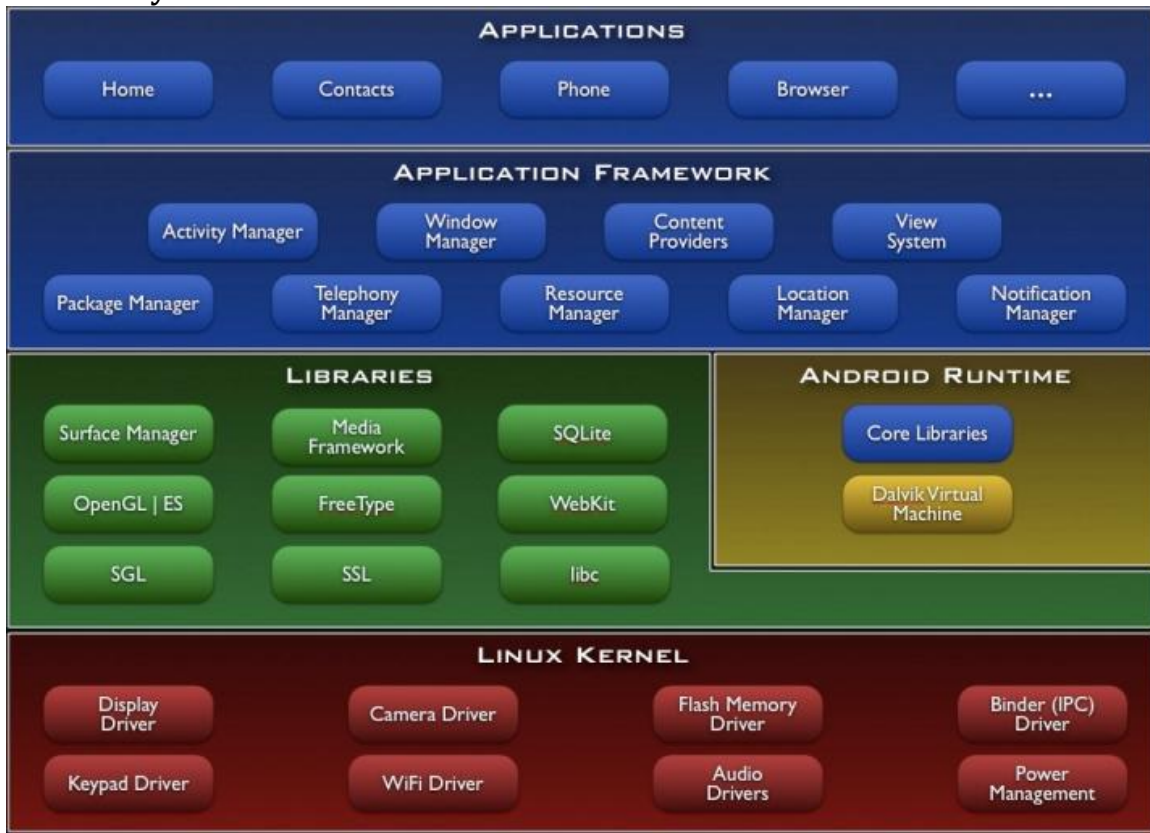 APPLICATIONS
Home
Contacts
Phone
Browser
...
APPLICATION FRAMEWORK
Activity Manager
Window
Manager
Content
Providers
View
System
Package Manager
Telephony
Manager
Resource
Manager
Location
Manager
Notification
Manager
LIBRARIES
Surface Manager
Media
Framework
SQLite
OpenGL | ES
FreeType
WebKit
SGL
SSL
libc
ANDROID RUNTIME
Core Libraries
Dalvik Virtual
Machine
LINUX KERNEL
Display
Driver
Camera Driver
Flash Memory
Driver
Binder (IPC)
Driver
Keypad Driver
WiFi Driver
Audio
Drivers
Power
Management